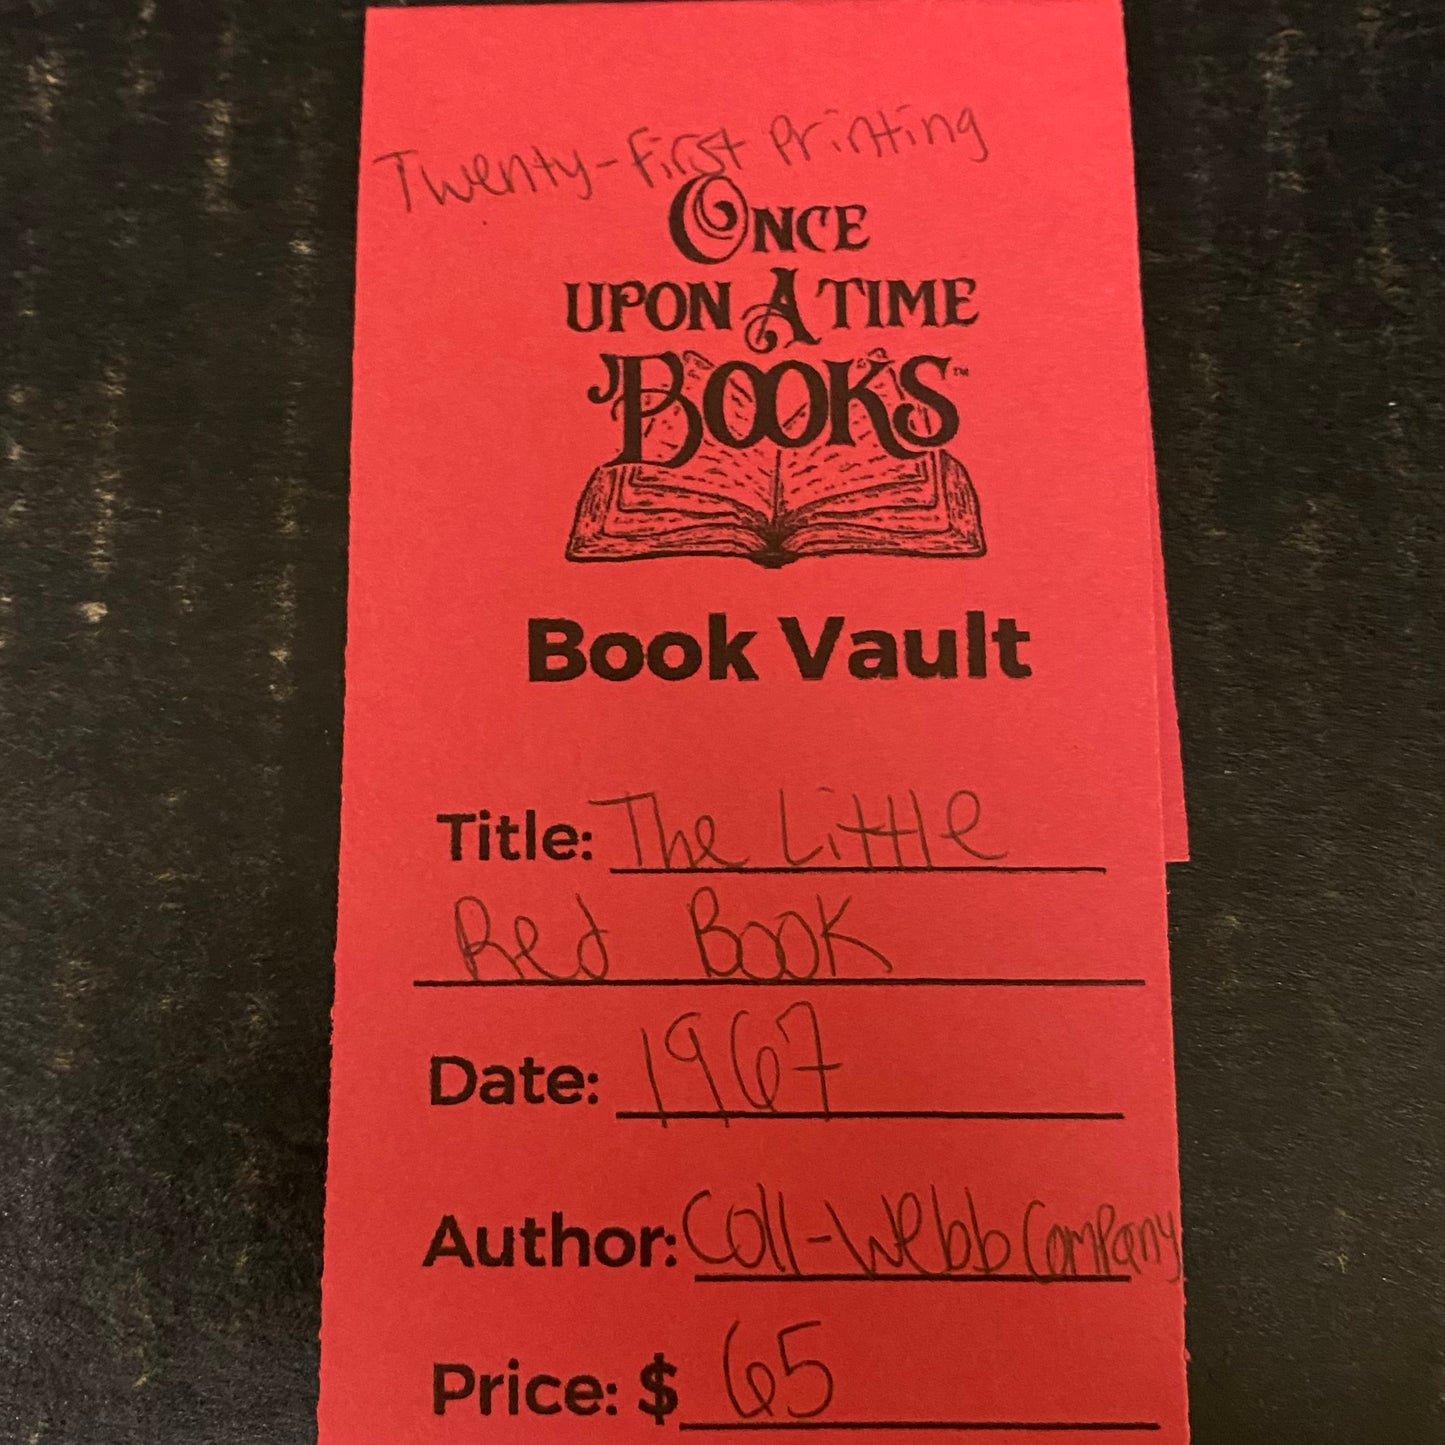 Twenty-First Printing
ONCE
UPON A TIME
BOOKS™
Book Vault
Title: The Little
Red Book
Date: 1967
Author: Coll-Webb Company
Price: $ 65